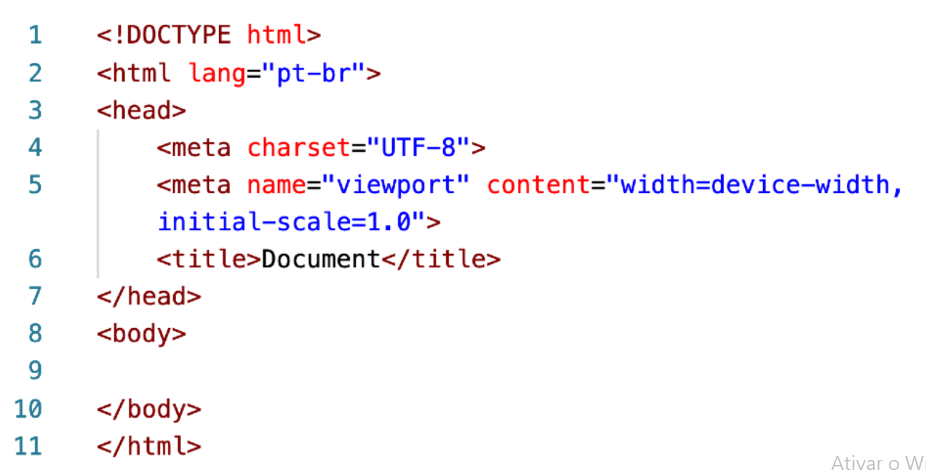 1 <!DOCTYPE html>
2 <html lang="pt-br">
3 <head>
4 <meta charset="UTF-8">
5 <meta name="viewport" content="width=device-width,
initial-scale=1.0">
6 <title>Document</title>
7 </head>
8 <body>
9
10 </body>
11 </html>
Ativar o